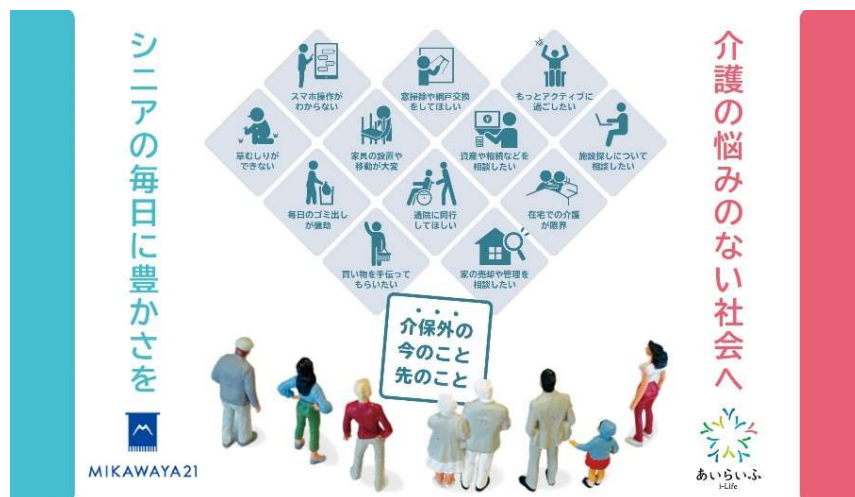 シニアの毎日に豊かさを
介護の悩みのない社会へ
スマホ操作が
わからない
窓掃除や網戸交換
をしてほしい
もっとアクティブに
過ごしたい
草むしりが
できない
家具の設置や
移動が大変
資産や相続などを
相談したい
施設探しについて
相談したい
毎日のゴミ出し
が億劫
通院に同行
してほしい
在宅での介護
が限界
買い物を手伝って
もらいたい
家の売却や管理を
相談したい
介保外の
今のこと
先のこと
MIKAWAYA21
あいらいふ
i-Life